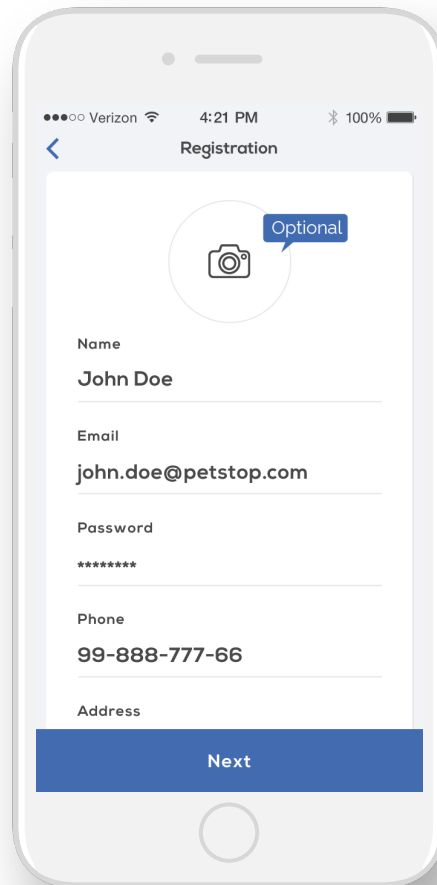 Verizon 4:21 PM 100%
Registration
Optional
Name
John Doe
Email
john.doe@petstop.com
Password
********
Phone
99-888-777-66
Address
Next